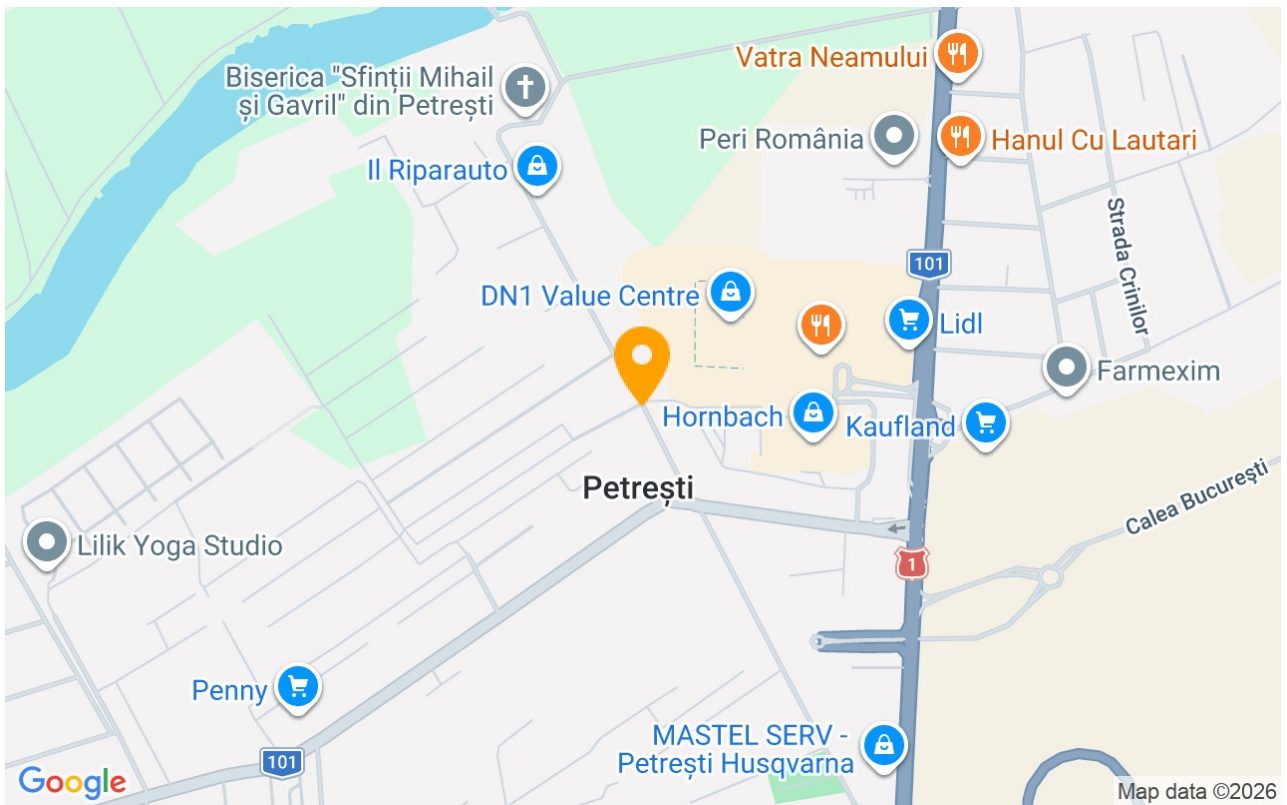 Vatra Neamului
Biserica "Sfinții Mihail
și Gavril" din Petrești
Peri România
Hanul Cu Lautari
Il Riparauto
Strada Crinilor
101
DN1 Value Centre
Lidl
Farmexim
Hornbach
Kaufland
Petrești
Calea București
Lilik Yoga Studio
1
Penny
MASTEL SERV -
Petrești Husqvarna
101
Google
Map data ©2026